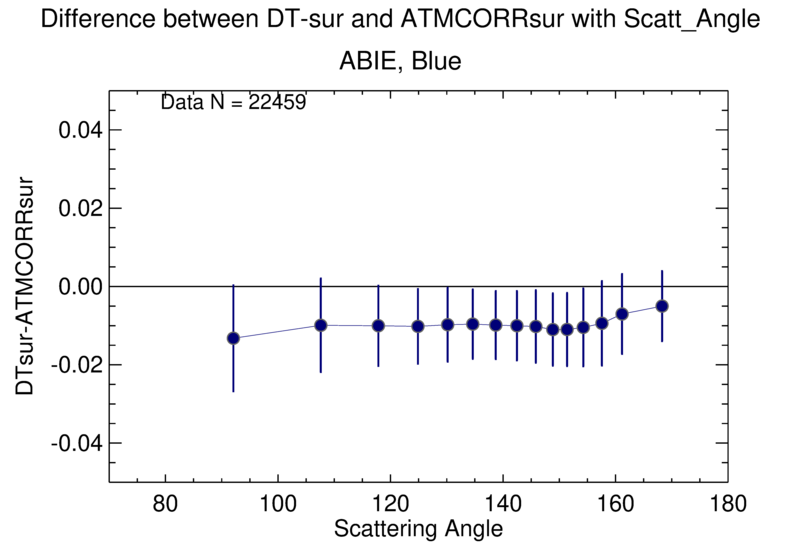 Difference between DT-sur and ATMCORRsur with Scatt_Angle
ABIE, Blue
Data N = 22459
0.04
0.02
0.00
-0.02
-0.04
DTsur-ATMCORRsur
80 100 120 140 160 180
Scattering Angle